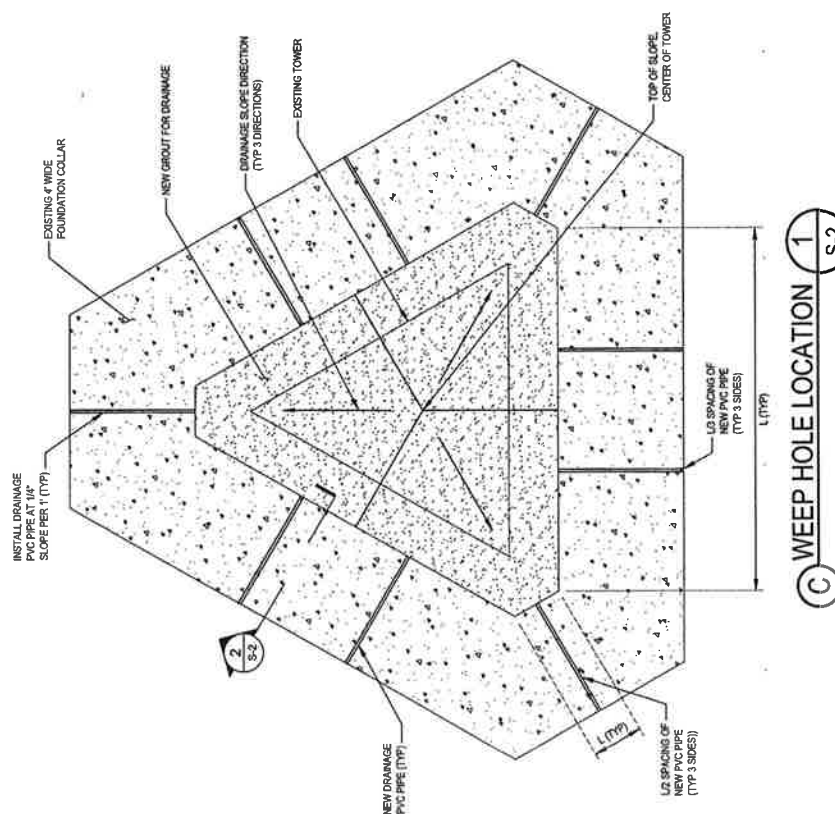 INSTALL DRAINAGE
PVC PIPE AT 1/4"
SLOPE PER 1' (TYP)
EXISTING 4' WIDE
FOUNDATION COLLAR
NEW GROUT FOR DRAINAGE
DRAINAGE SLOPE DIRECTION
(TYP 3 DIRECTIONS)
EXISTING TOWER
TOP OF SLOPE,
CENTER OF TOWER
2
S-2
NEW DRAINAGE
PVC PIPE (TYP)
L (TYP)
L/2 SPACING OF
NEW PVC PIPE
(TYP 3 SIDES))
L/3 SPACING OF
NEW PVC PIPE
(TYP 3 SIDES)
L (TYP)
C WEEP HOLE LOCATION 1
S-2